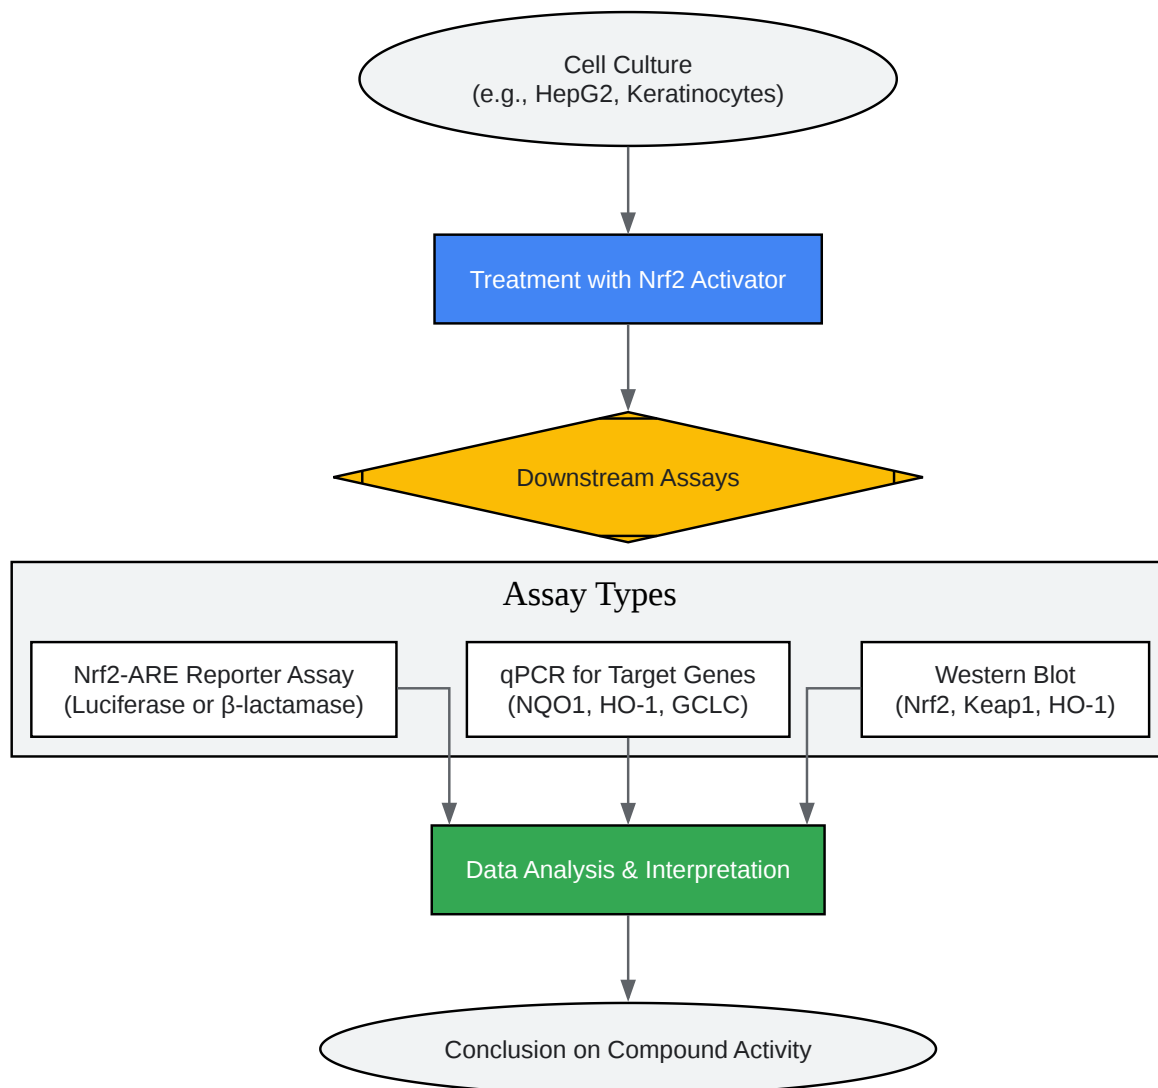 Cell Culture
(e.g., HepG2, Keratinocytes)
Treatment with Nrf2 Activator
Downstream Assays
Assay Types
Nrf2-ARE Reporter Assay
(Luciferase or β-lactamase)
qPCR for Target Genes
(NQO1, HO-1, GCLC)
Western Blot
(Nrf2, Keap1, HO-1)
Data Analysis & Interpretation
Conclusion on Compound Activity